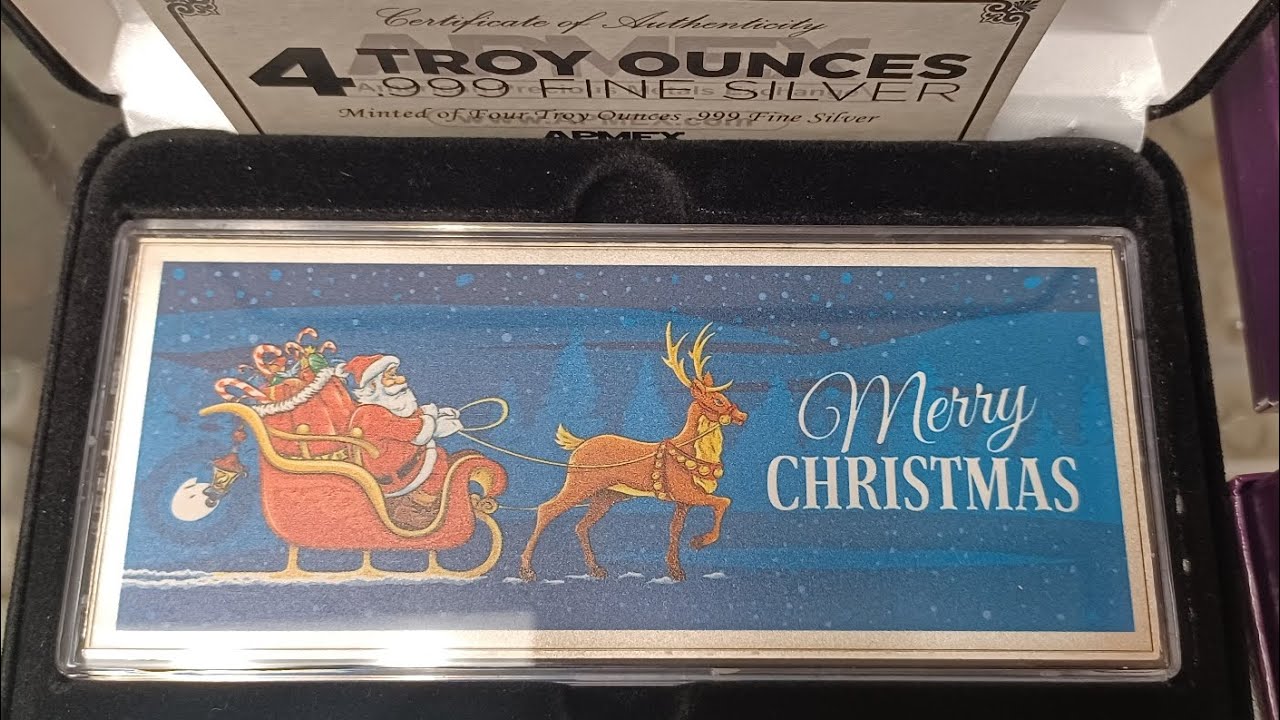 Certificate of Authenticity
APMEX
4 TROY OUNCES
.999 FINE SILVER
Minted of Four Troy Ounces .999 Fine Silver
APMEX
Merry
CHRISTMAS